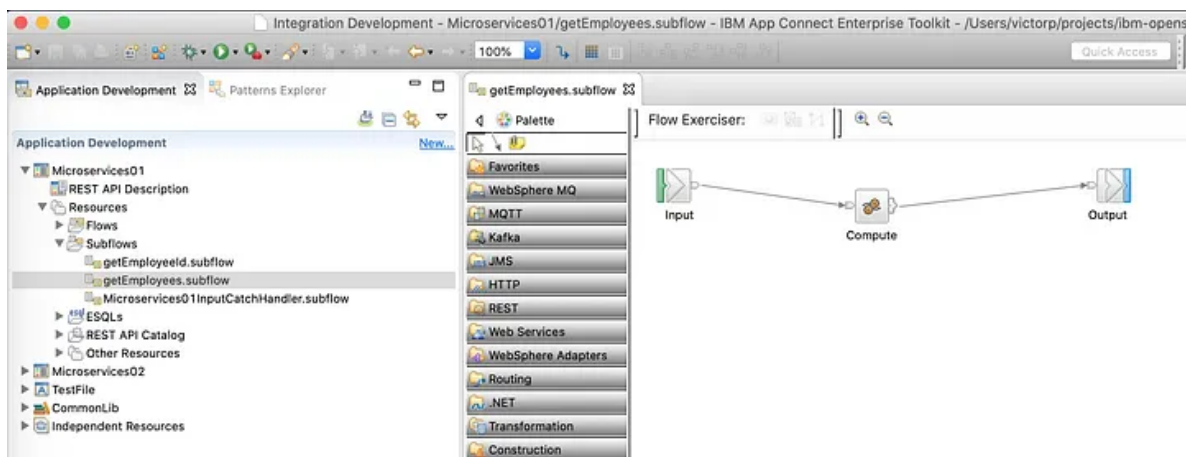 Integration Development - Microservices01/getEmployees.subflow - IBM App Connect Enterprise Toolkit - /Users/victorp/projects/ibm-opens
100%
Quick Access
Application Development
Patterns Explorer
Application Development
New...
Microservices01
REST API Description
Resources
Flows
Subflows
getEmployeeId.subflow
getEmployees.subflow
Microservices01InputCatchHandler.subflow
ESQLs
REST API Catalog
Other Resources
Microservices02
TestFile
CommonLib
Independent Resources
getEmployees.subflow
Palette
Favorites
WebSphere MQ
MQTT
Kafka
JMS
HTTP
REST
Web Services
WebSphere Adapters
Routing
.NET
Transformation
Construction
Flow Exerciser:
Input
Compute
Output